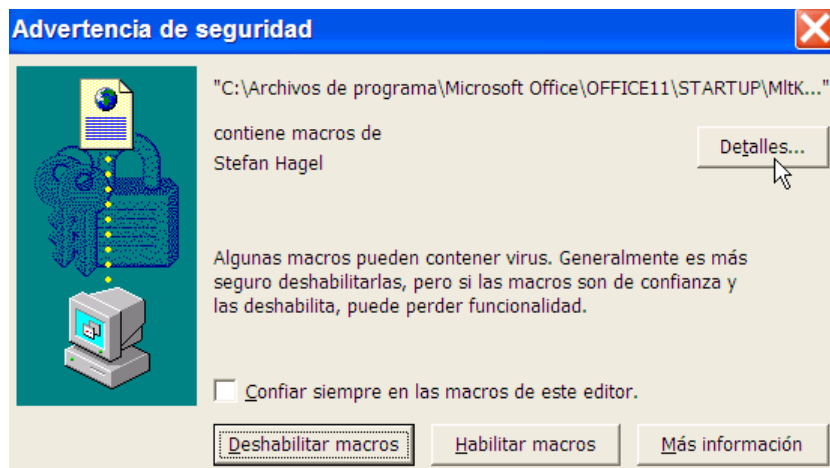 Advertencia de seguridad
"C:\Archivos de programa\Microsoft Office\OFFICE11\STARTUP\MltK..."
contiene macros de
Stefan Hagel
Detalles...
Algunas macros pueden contener virus. Generalmente es más
seguro deshabilitarlas, pero si las macros son de confianza y
las deshabilita, puede perder funcionalidad.
Confiar siempre en las macros de este editor.
Deshabilitar macros
Habilitar macros
Más información